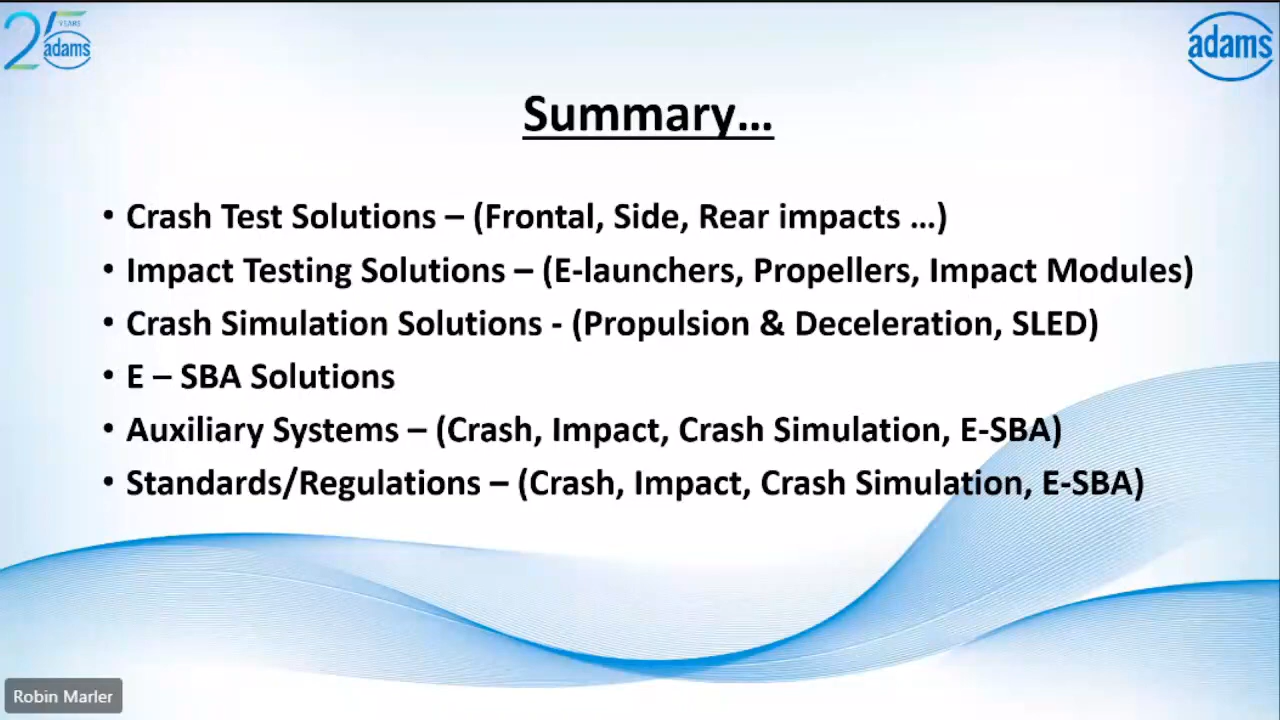 25 YEARS
adams
adams
Summary...
• Crash Test Solutions – (Frontal, Side, Rear impacts ...)
• Impact Testing Solutions – (E-launchers, Propellers, Impact Modules)
• Crash Simulation Solutions - (Propulsion & Deceleration, SLED)
• E – SBA Solutions
• Auxiliary Systems – (Crash, Impact, Crash Simulation, E-SBA)
• Standards/Regulations – (Crash, Impact, Crash Simulation, E-SBA)
Robin Marler